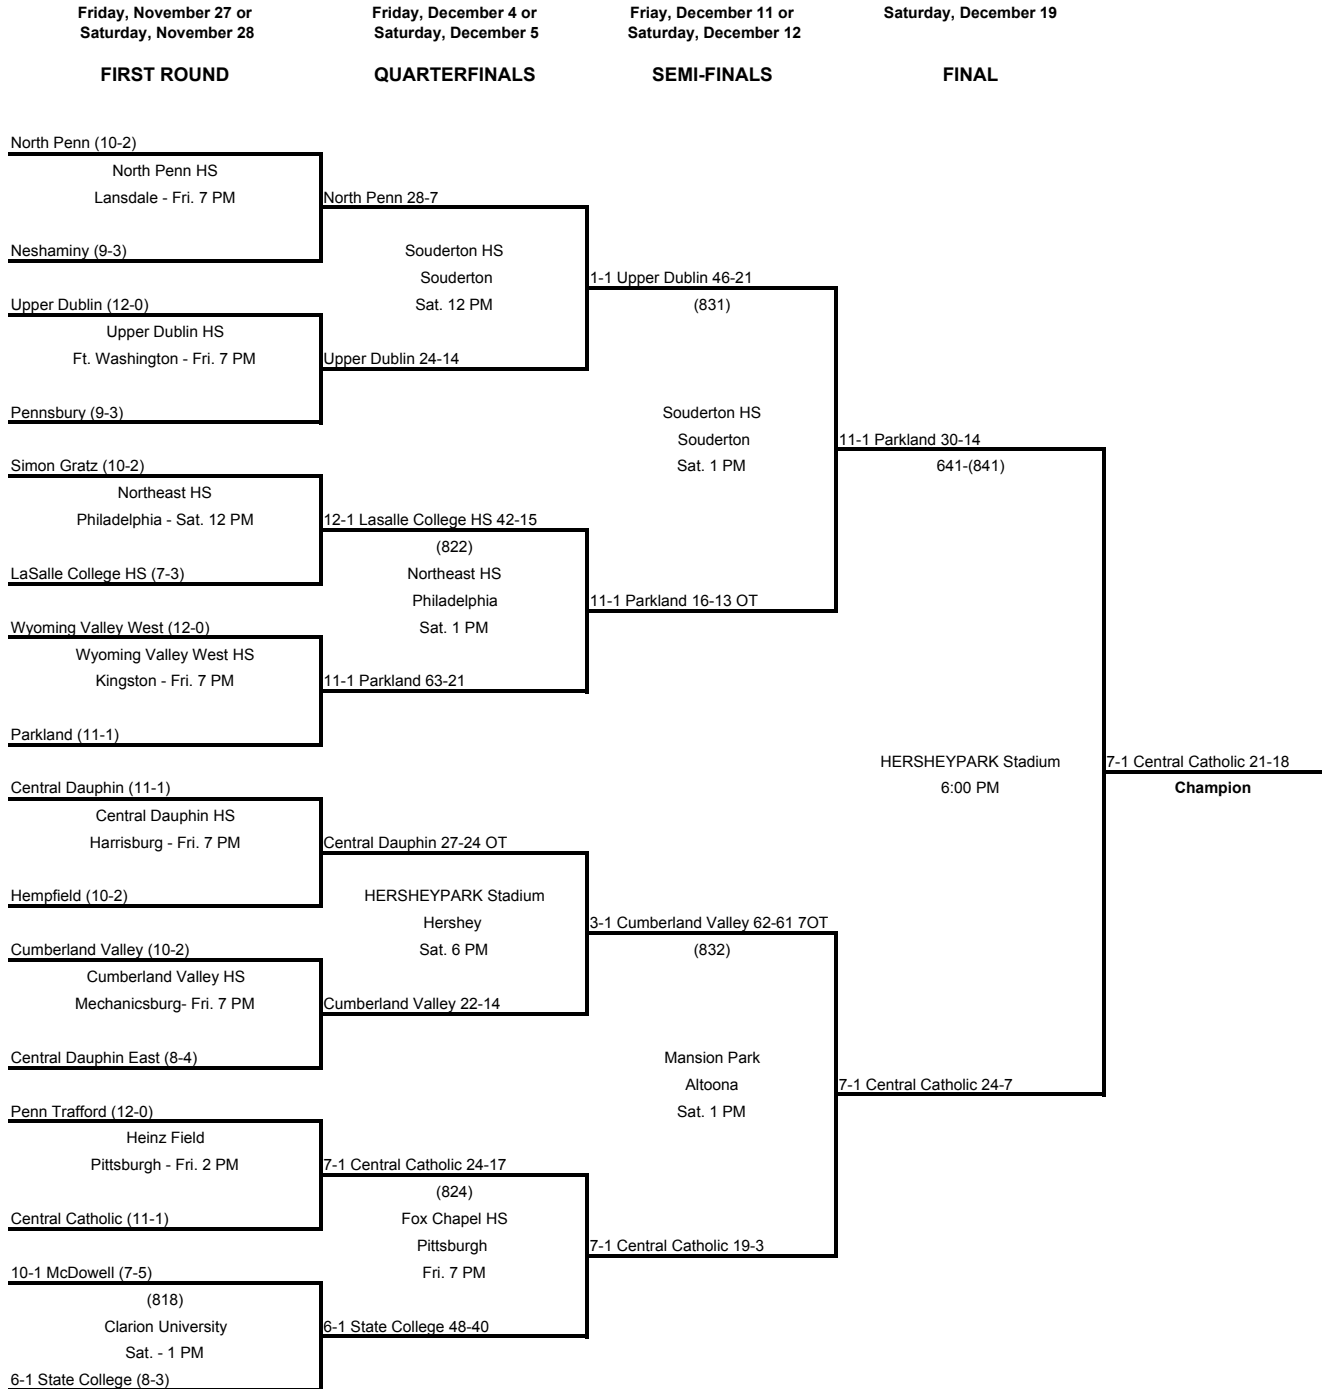 Friday, November 27 or
Saturday, November 28
FIRST ROUND
Friday, December 4 or
Saturday, December 5
QUARTERFINALS
Friay, December 11 or
Saturday, December 12
SEMI-FINALS
Saturday, December 19
FINAL
North Penn (10-2)
North Penn HS
Lansdale - Fri. 7 PM
Neshaminy (9-3)
Upper Dublin (12-0)
Upper Dublin HS
Ft. Washington - Fri. 7 PM
Pennsbury (9-3)
Simon Gratz (10-2)
Northeast HS
Philadelphia - Sat. 12 PM
LaSalle College HS (7-3)
Wyoming Valley West (12-0)
Wyoming Valley West HS
Kingston - Fri. 7 PM
Parkland (11-1)
Central Dauphin (11-1)
Central Dauphin HS
Harrisburg - Fri. 7 PM
Hempfield (10-2)
Cumberland Valley (10-2)
Cumberland Valley HS
Mechanicsburg- Fri. 7 PM
Central Dauphin East (8-4)
Penn Trafford (12-0)
Heinz Field
Pittsburgh - Fri. 2 PM
Central Catholic (11-1)
10-1 McDowell (7-5)
(818)
Clarion University
Sat. - 1 PM
6-1 State College (8-3)
North Penn 28-7
Souderton HS
Souderton
Sat. 12 PM
Upper Dublin 24-14
12-1 Lasalle College HS 42-15
(822)
Northeast HS
Philadelphia
Sat. 1 PM
11-1 Parkland 63-21
Central Dauphin 27-24 OT
HERSHEYPARK Stadium
Hershey
Sat. 6 PM
Cumberland Valley 22-14
7-1 Central Catholic 24-17
(824)
Fox Chapel HS
Pittsburgh
Fri. 7 PM
6-1 State College 48-40
1-1 Upper Dublin 46-21
(831)
Souderton HS
Souderton
Sat. 1 PM
11-1 Parkland 16-13 OT
3-1 Cumberland Valley 62-61 7OT
(832)
Mansion Park
Altoona
Sat. 1 PM
7-1 Central Catholic 19-3
11-1 Parkland 30-14
641-(841)
HERSHEYPARK Stadium
6:00 PM
7-1 Central Catholic 24-7
7-1 Central Catholic 21-18
Champion